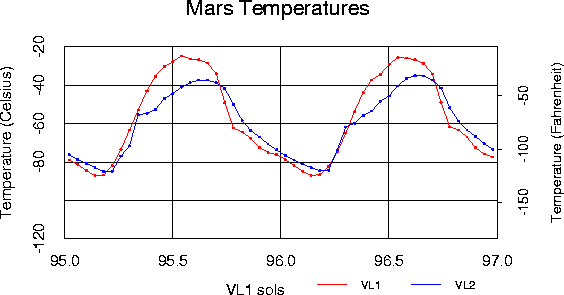 Mars Temperatures
Temperature (Celsius)
-20
-40
-60
-80
-120
-50
-100
-150
Temperature (Fahrenheit)
95.0 95.5 96.0 96.5 97.0
VL1 sols
VL1 VL2